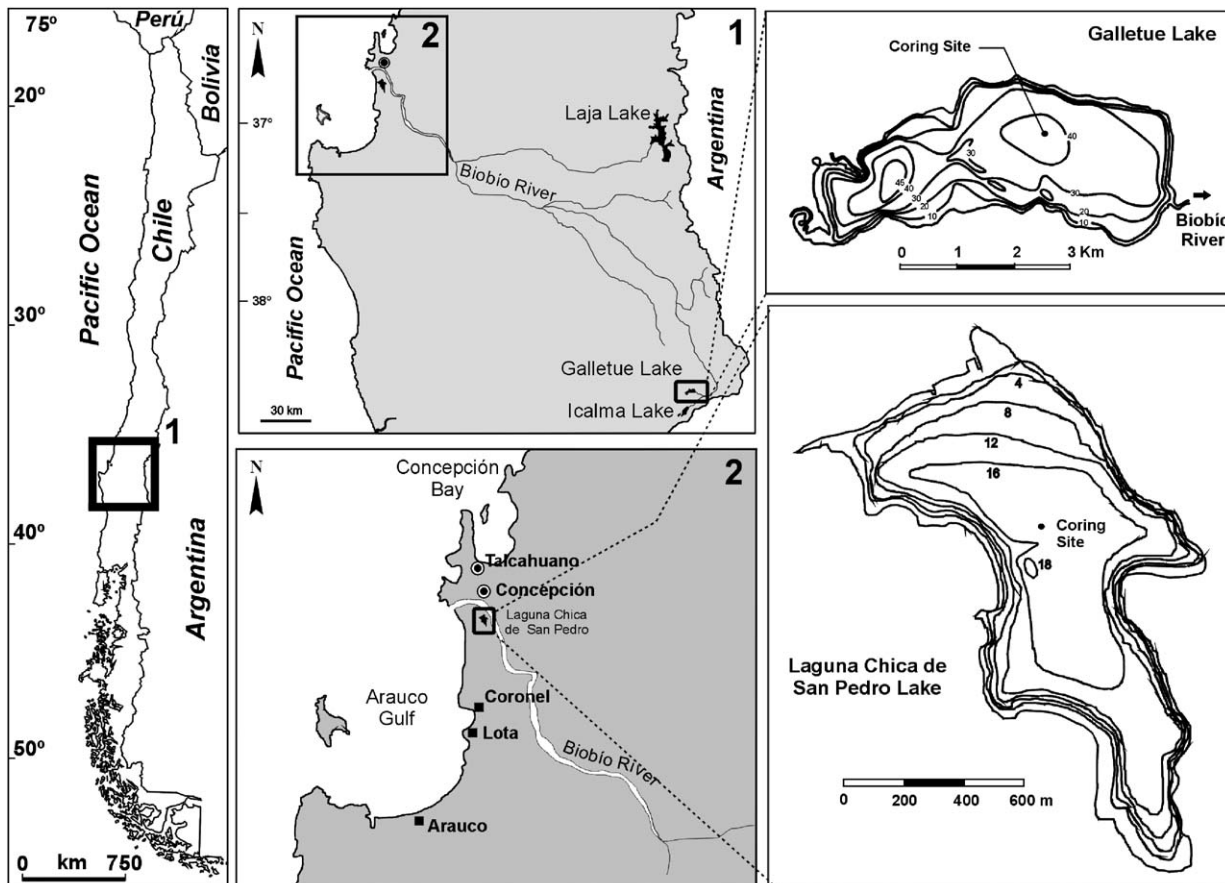 75º
Perú
Bolivia
20º
Pacific Ocean
Chile
30º
1
40º
Argentina
50º
0 km 750
N
2
1
37º
Laja Lake
Argentina
Biobío River
Pacific Ocean
38º
Galletue Lake
Icalma Lake
30 km
N
Concepción
Bay
2
Talcahuano
Concepción
Laguna Chica
de San Pedro
Arauco
Gulf
Coronel
Lota
Biobío River
Arauco
Galletue Lake
Coring Site
40
30
45
40
30
20
10
30
20
10
Biobío
River
0 1 2 3 Km
4
8
12
16
Coring
Site
18
Laguna Chica de
San Pedro Lake
0 200 400 600 m